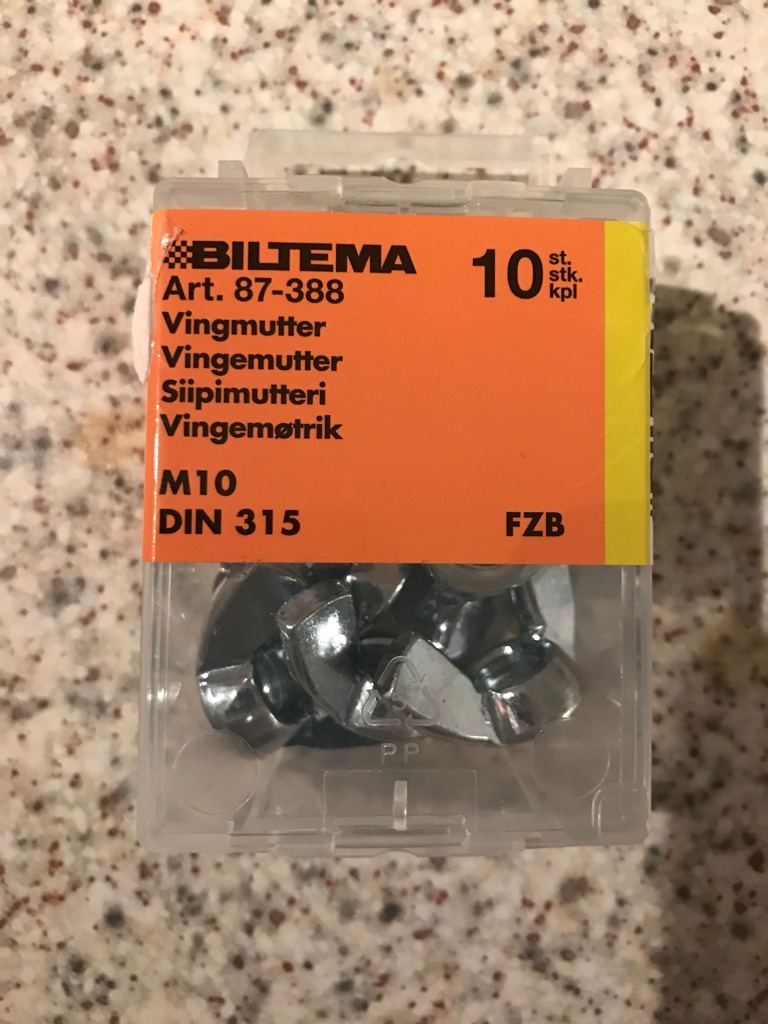 BILTEMA
10 st. stk. kpl
Art. 87-388
Vingmutter
Vingemutter
Siipimutteri
Vingemøtrik
M10
DIN 315
FZB
PP